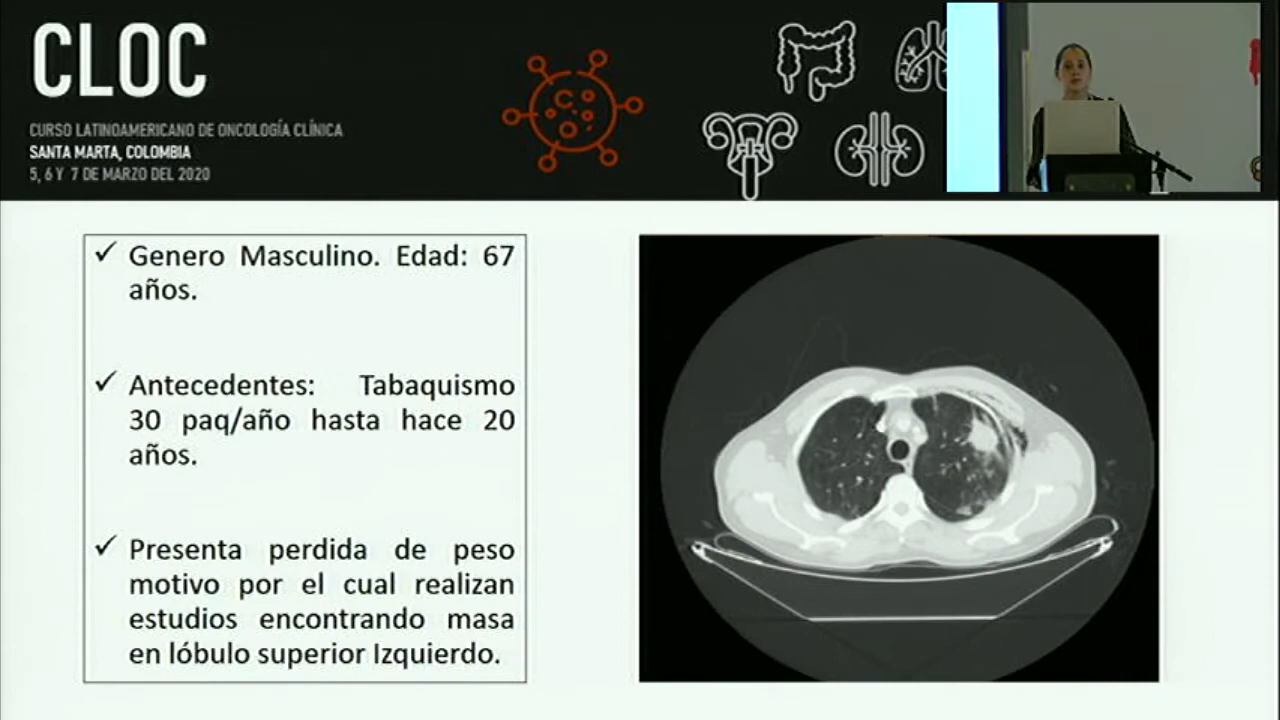 CLOC
CURSO LATINOAMERICANO DE ONCOLOGÍA CLÍNICA
SANTA MARTA, COLOMBIA
5, 6 Y 7 DE MARZO DEL 2020
✓ Genero Masculino. Edad: 67
años.
✓ Antecedentes: Tabaquismo
30 paq/año hasta hace 20
años.
✓ Presenta perdida de peso
motivo por el cual realizan
estudios encontrando masa
en lóbulo superior Izquierdo.